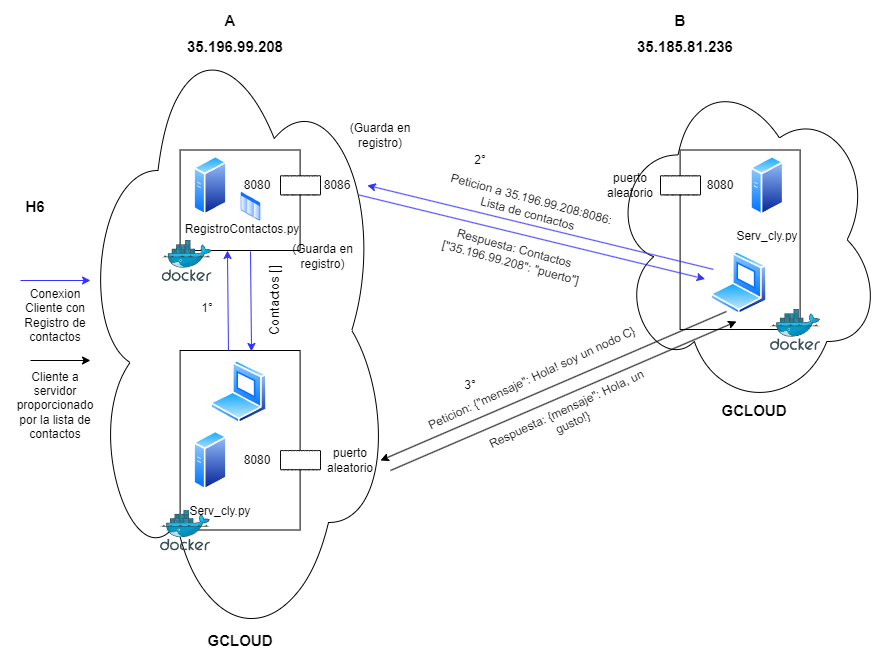 A
35.196.99.208
B
35.185.81.236
H6
Conexion
Cliente con
Registro de
contactos
Cliente a
servidor
proporcionado
por la lista de
contactos
(Guarda en
registro)
8080
8086
RegistroContactos.py
docker
(Guarda en
registro)
1°
Contactos []
8080
puerto
aleatorio
Serv_cly.py
docker
GCLOUD
2°
Peticion a 35.196.99.208:8086:
Lista de contactos
Respuesta: Contactos
["35.196.99.208": "puerto"]
3°
Peticion: {"mensaje": Hola! soy un nodo C}
Respuesta: {mensaje": Hola, un
gusto!}
puerto
aleatorio
8080
Serv_cly.py
docker
GCLOUD